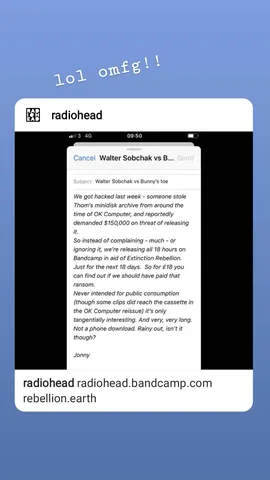 lol omfg!!
radiohead
3 4G 09:50
Cancel Walter Sobchak vs B... Send
Subject: Walter Sobchak vs Bunny's toe
We got hacked last week - someone stole
Thom's minidisk archive from around the
time of OK Computer, and reportedly
demanded $150,000 on threat of releasing
it.
So instead of complaining - much - or
ignoring it, we're releasing all 18 hours on
Bandcamp in aid of Extinction Rebellion.
Just for the next 18 days. So for £18 you
can find out if we should have paid that
ransom.
Never intended for public consumption
(though some clips did reach the cassette in
the OK Computer reissue) it's only
tangentially interesting. And very, very long.
Not a phone download. Rainy out, isn't it
though?
Jonny
radiohead radiohead.bandcamp.com
rebellion.earth